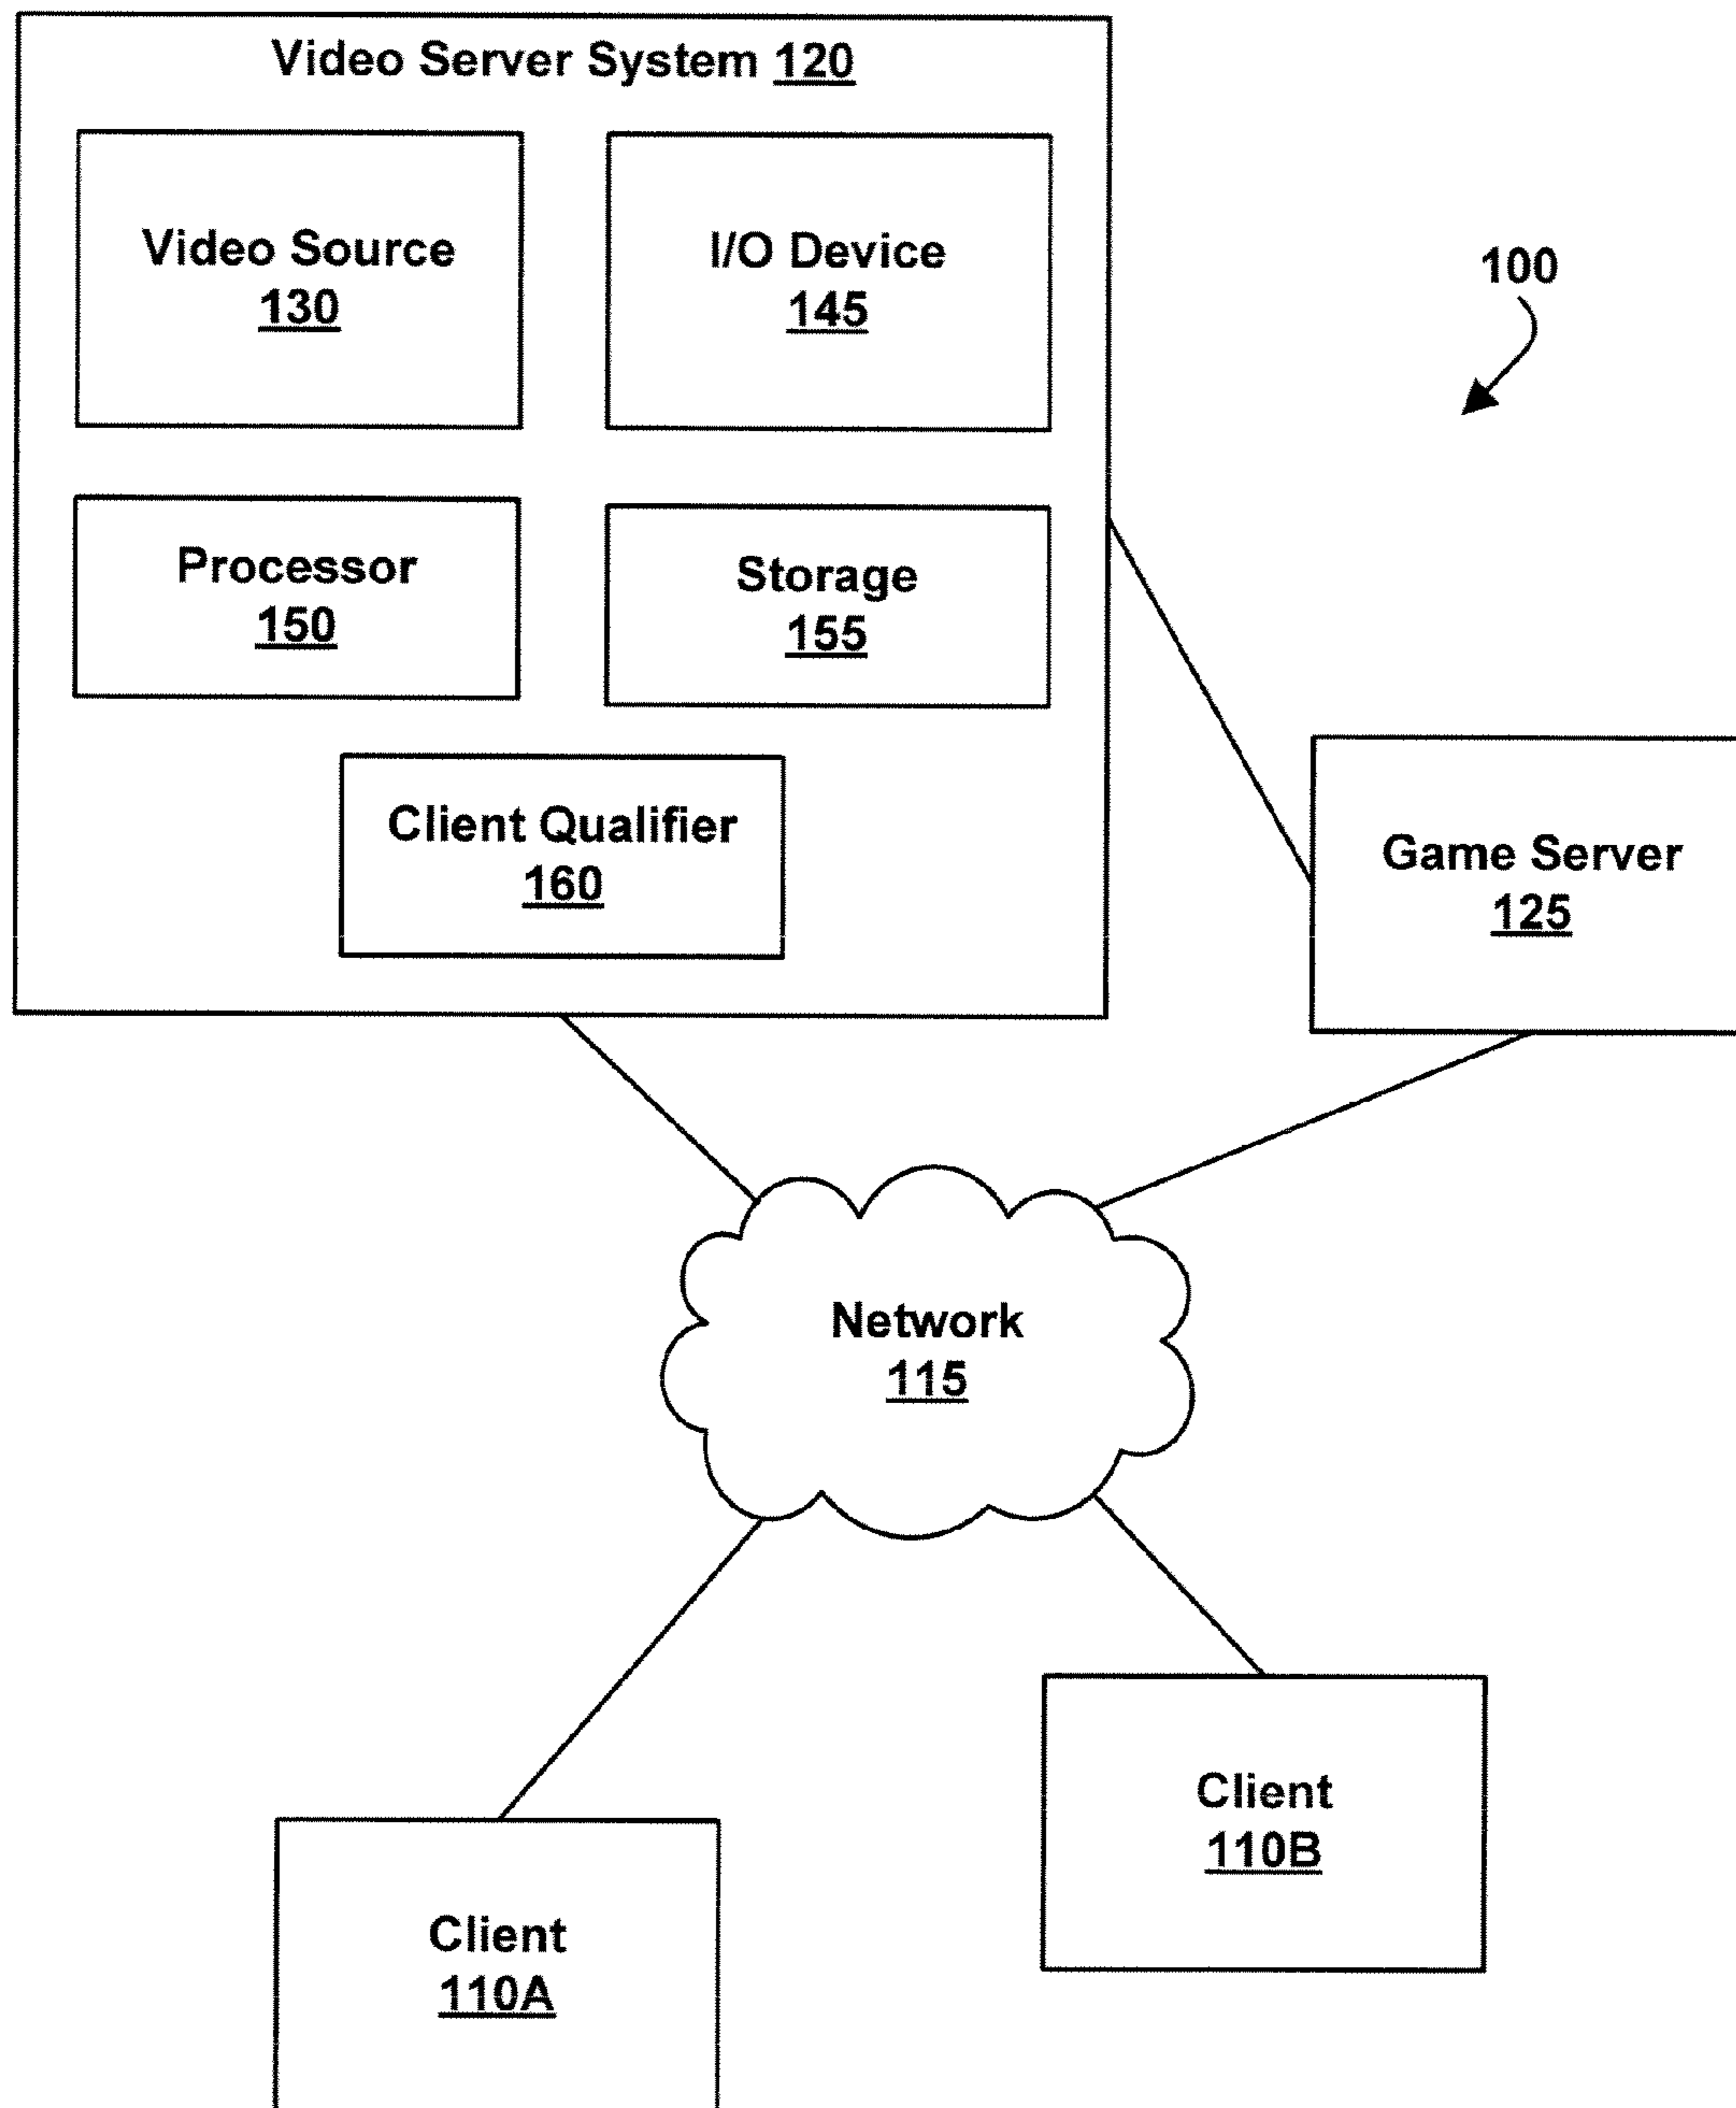 Video Server System 120
Video Source
130
I/O Device
145
100
Processor
150
Storage
155
Client Qualifier
160
Game Server
125
Network
115
Client
110B
Client
110A